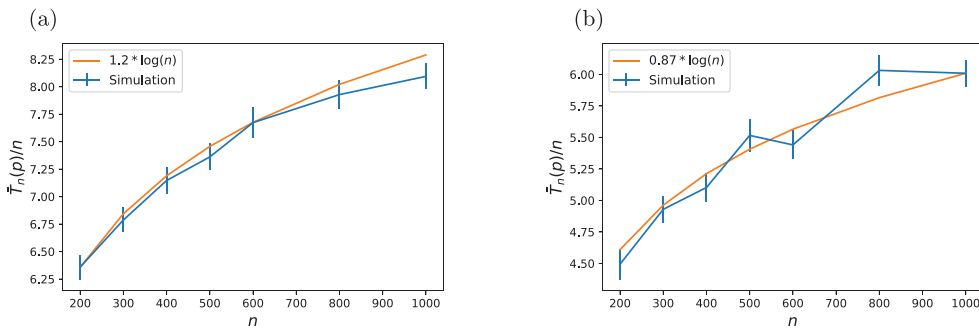 (a)
1.2 * log(n)
Simulation
8.25
8.00
7.75
7.50
7.25
7.00
6.75
6.50
6.25
T̄ₙ(p)/n
200 300 400 500 600 700 800 900 1000
n
(b)
0.87 * log(n)
Simulation
6.00
5.75
5.50
5.25
5.00
4.75
4.50
T̄ₙ(p)/n
200 300 400 500 600 700 800 900 1000
n